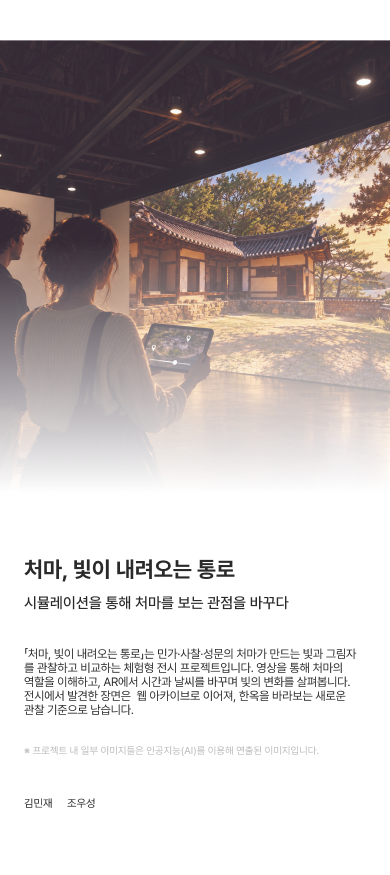 처마, 빛이 내려오는 통로
시뮬레이션을 통해 처마를 보는 관점을 바꾸다
「처마, 빛이 내려오는 통로」는 민가·사찰·성문의 처마가 만드는 빛과 그림자
를 관찰하고 비교하는 체험형 전시 프로젝트입니다. 영상을 통해 처마의
역할을 이해하고, AR에서 시간과 날씨를 바꾸며 빛의 변화를 살펴봅니다.
전시에서 발견한 장면은 웹 아카이브로 이어져, 한옥을 바라보는 새로운
관찰 기준으로 남습니다.
※ 프로젝트 내 일부 이미지들은 인공지능(AI)를 이용해 연출된 이미지입니다.
김민재 조우성